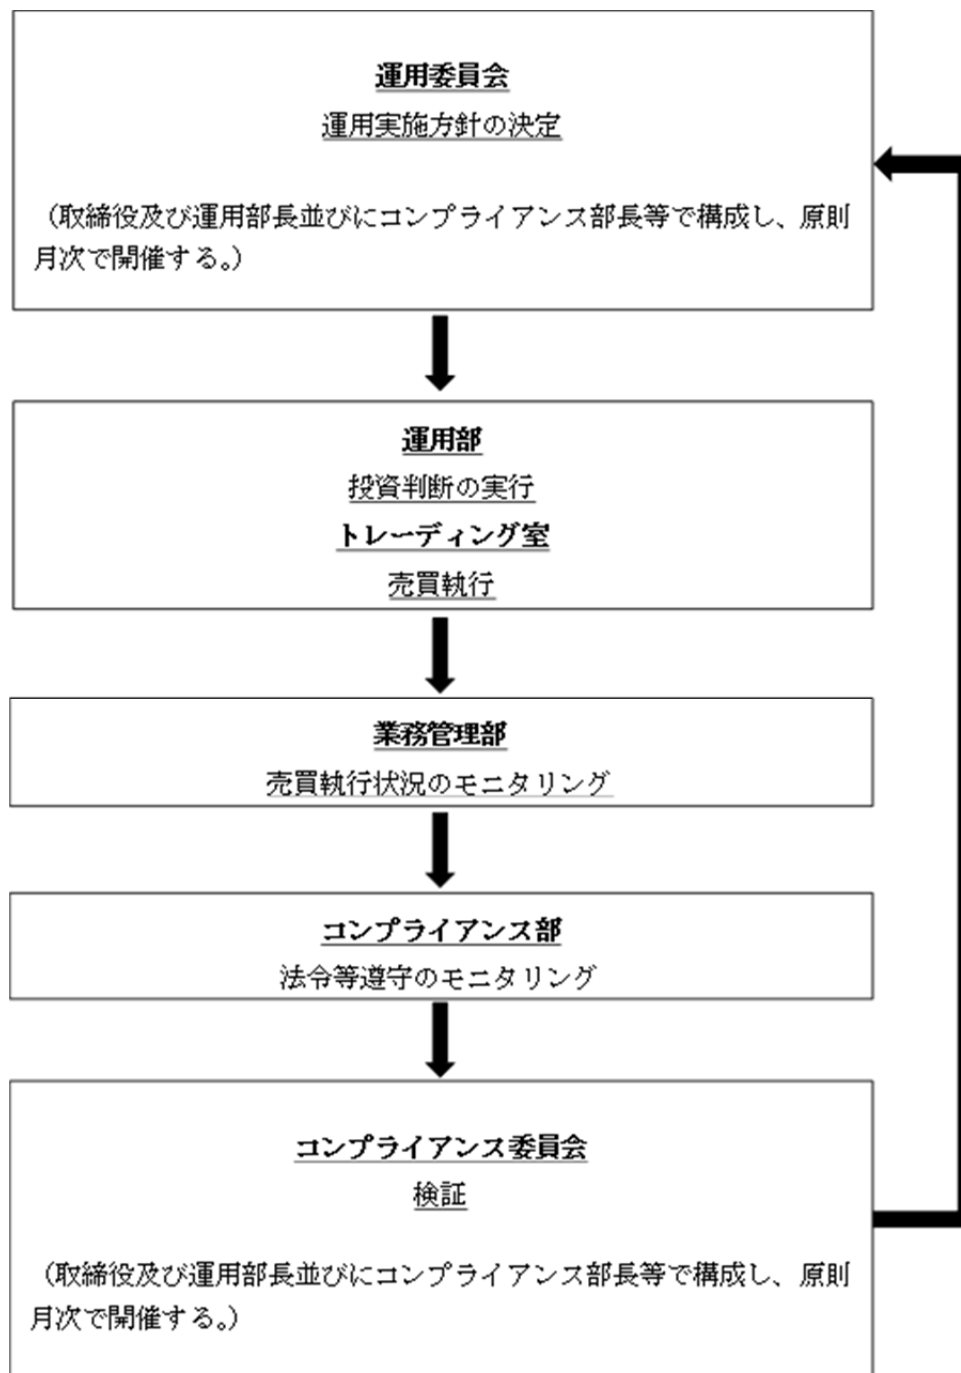 運用委員会
運用実施方針の決定
（取締役及び運用部長並びにコンプライアンス部長等で構成し、原則
月次で開催する。）
運用部
投資判断の実行
トレーディング室
売買執行
業務管理部
売買執行状況のモニタリング
コンプライアンス部
法令等遵守のモニタリング
コンプライアンス委員会
検証
（取締役及び運用部長並びにコンプライアンス部長等で構成し、原則
月次で開催する。）